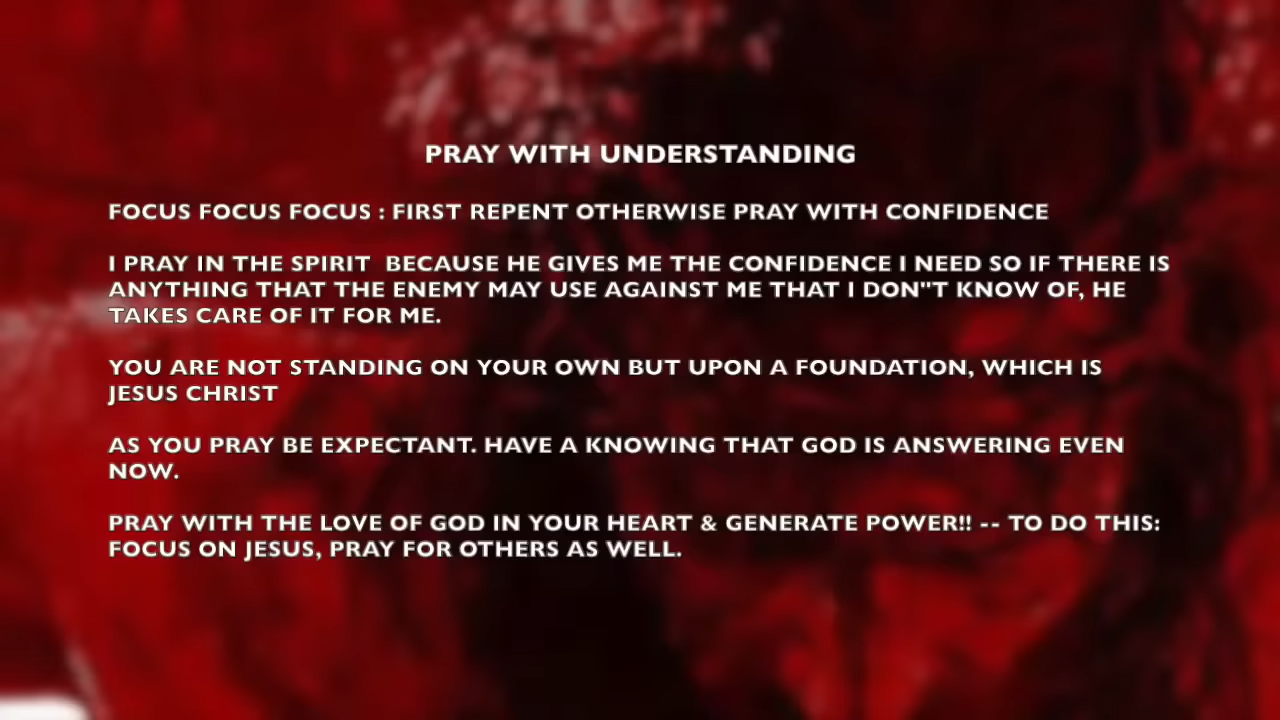 PRAY WITH UNDERSTANDING
FOCUS FOCUS FOCUS : FIRST REPENT OTHERWISE PRAY WITH CONFIDENCE
I PRAY IN THE SPIRIT  BECAUSE HE GIVES ME THE CONFIDENCE I NEED SO IF THERE IS
ANYTHING THAT THE ENEMY MAY USE AGAINST ME THAT I DON"T KNOW OF, HE
TAKES CARE OF IT FOR ME.
YOU ARE NOT STANDING ON YOUR OWN BUT UPON A FOUNDATION, WHICH IS
JESUS CHRIST
AS YOU PRAY BE EXPECTANT. HAVE A KNOWING THAT GOD IS ANSWERING EVEN
NOW.
PRAY WITH THE LOVE OF GOD IN YOUR HEART & GENERATE POWER!! -- TO DO THIS:
FOCUS ON JESUS, PRAY FOR OTHERS AS WELL.